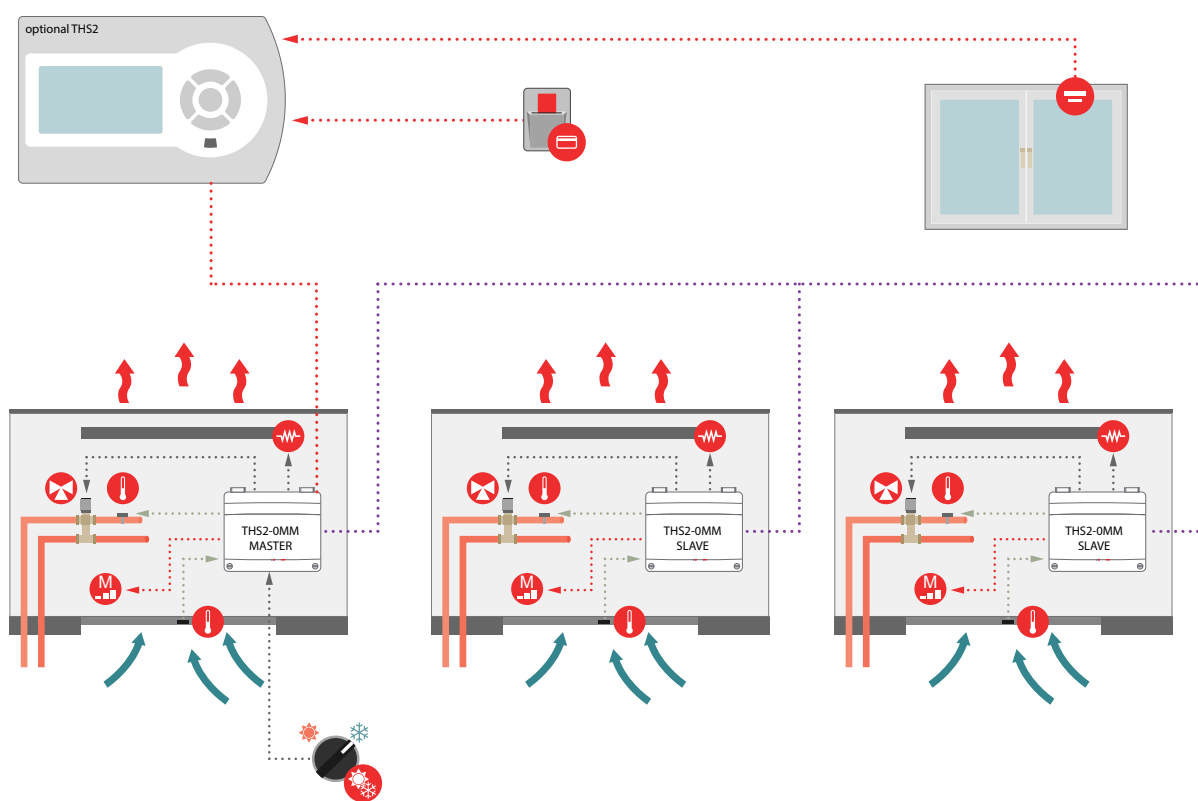 optional THS2
THS2-0MM
MASTER
THS2-0MM
SLAVE
THS2-0MM
SLAVE
M
M
M